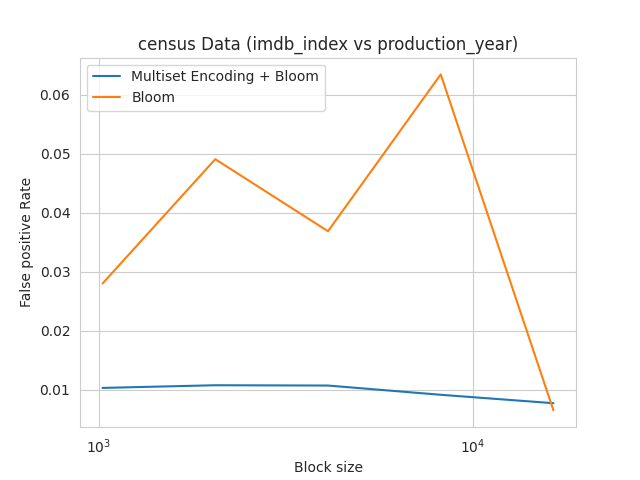 census Data (imdb_index vs production_year)
Multiset Encoding + Bloom
Bloom
False positive Rate
0.06
0.05
0.04
0.03
0.02
0.01
10³
10⁴
Block size